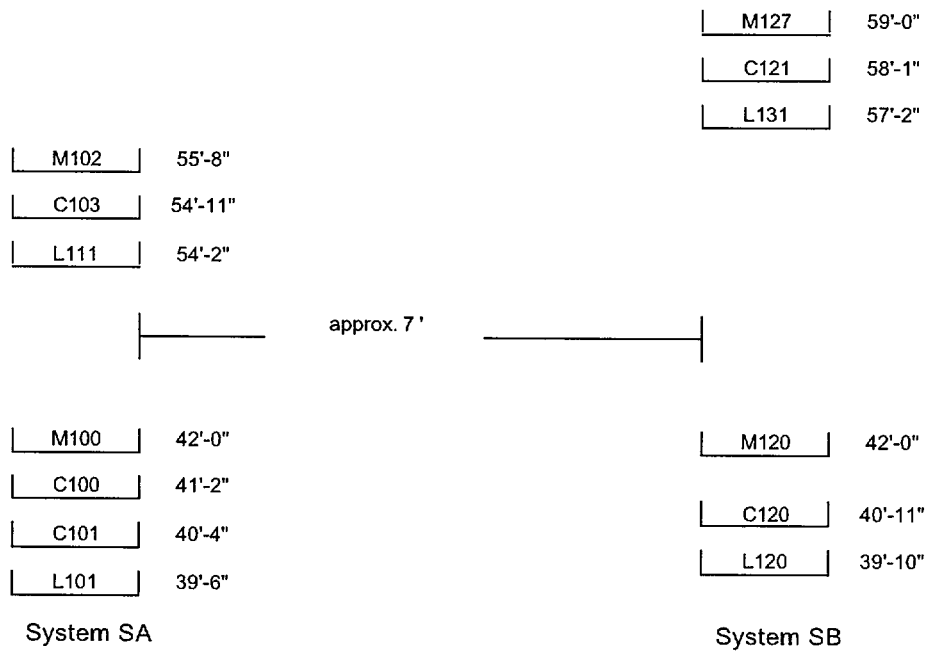 M127 59'-0"
C121 58'-1"
L131 57'-2"
M102 55'-8"
C103 54'-11"
L111 54'-2"
approx. 7 '
M100 42'-0"
M120 42'-0"
C100 41'-2"
C120 40'-11"
C101 40'-4"
L120 39'-10"
L101 39'-6"
System SA
System SB